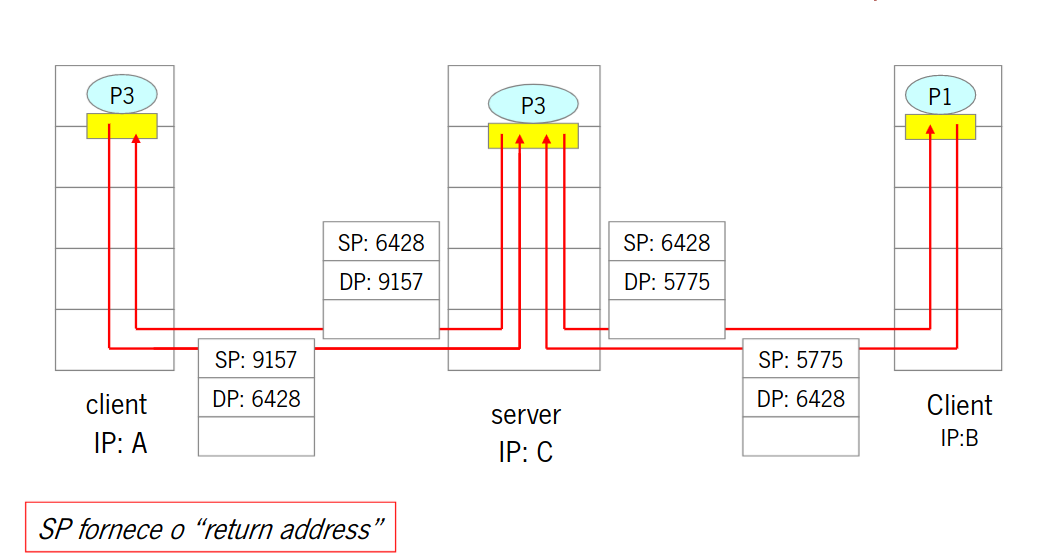 P3
P3
P1
SP: 6428
DP: 9157
SP: 6428
DP: 5775
SP: 9157
DP: 6428
SP: 5775
DP: 6428
client
IP: A
server
IP: C
Client
IP:B
SP fornece o “return address”